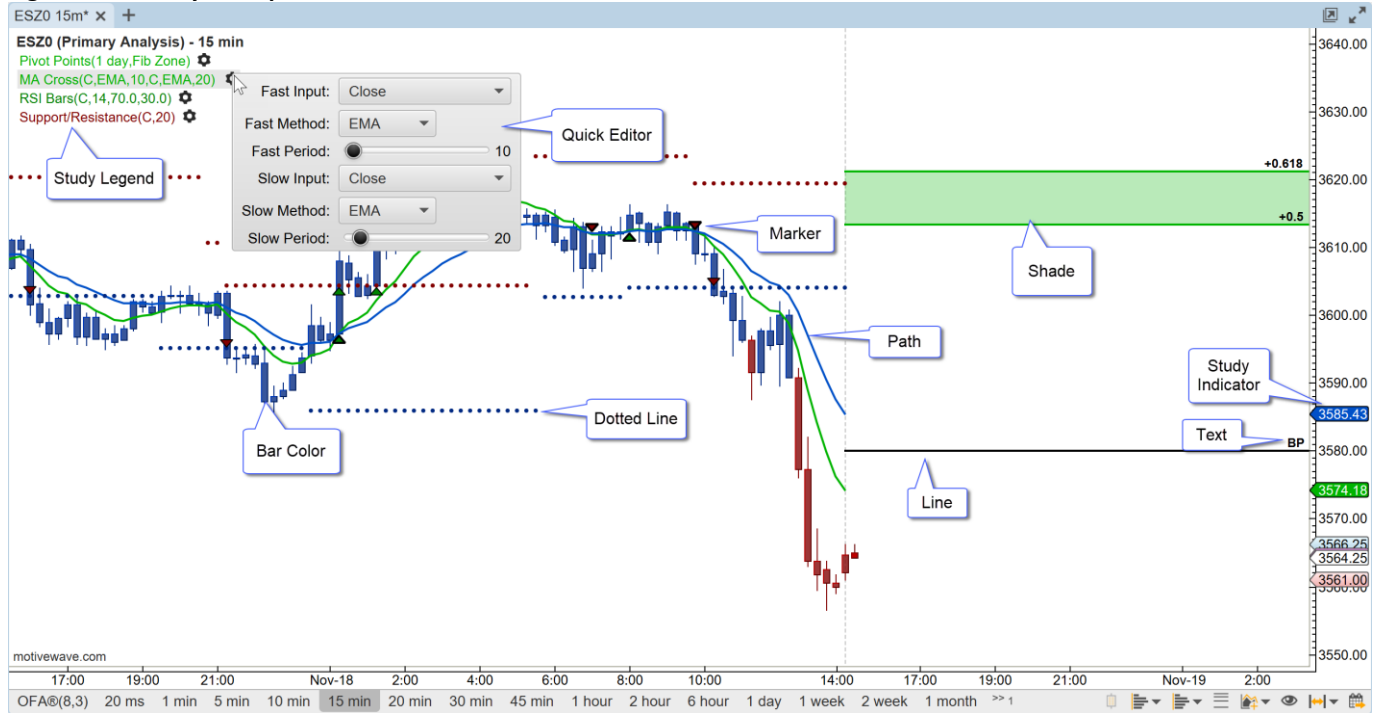 ESZ0 15m*
ESZ0 (Primary Analysis) - 15 min
Pivot Points(1 day,Fib Zone)
MA Cross(C,EMA,10,C,EMA,20)
RSI Bars(C,14,70.0,30.0)
Support/Resistance(C,20)
Study Legend
Fast Input: Close
Fast Method: EMA
Fast Period: 10
Slow Input: Close
Slow Method: EMA
Slow Period: 20
Quick Editor
Marker
+0.618
+0.5
Shade
Path
Study
Indicator
Text
BP
Line
Dotted Line
Bar Color
3640.00
3630.00
3620.00
3610.00
3600.00
3590.00
3585.43
3580.00
3574.18
3570.00
3566.25
3564.25
3561.00
3560.00
3550.00
motivewave.com
17:00 19:00 21:00 Nov-18 2:00 4:00 6:00 8:00 10:00 14:00 17:00 19:00 21:00 Nov-19 2:00
OFA®(8,3) 20 ms 1 min 5 min 10 min 15 min 20 min 30 min 45 min 1 hour 2 hour 6 hour 1 day 1 week 2 week 1 month >> 1